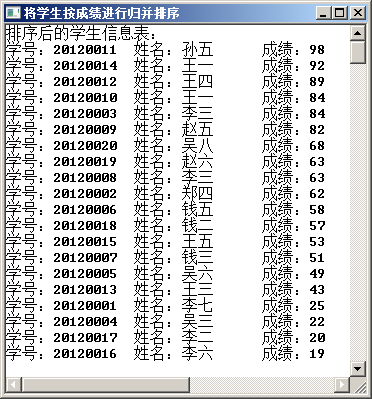 将学生按成绩进行归并排序
排序后的学生信息表：
学号：20120011 姓名：孙五 成绩：98
学号：20120014 姓名：王一 成绩：92
学号：20120012 姓名：王四 成绩：89
学号：20120010 姓名：王一 成绩：84
学号：20120003 姓名：李三 成绩：84
学号：20120009 姓名：赵五 成绩：82
学号：20120020 姓名：吴八 成绩：68
学号：20120019 姓名：赵六 成绩：63
学号：20120008 姓名：李三 成绩：63
学号：20120002 姓名：郑四 成绩：62
学号：20120006 姓名：钱五 成绩：58
学号：20120018 姓名：钱二 成绩：57
学号：20120015 姓名：王五 成绩：53
学号：20120007 姓名：钱三 成绩：51
学号：20120005 姓名：吴六 成绩：49
学号：20120013 姓名：王三 成绩：43
学号：20120001 姓名：李七 成绩：25
学号：20120004 姓名：吴三 成绩：22
学号：20120017 姓名：李二 成绩：20
学号：20120016 姓名：李六 成绩：19